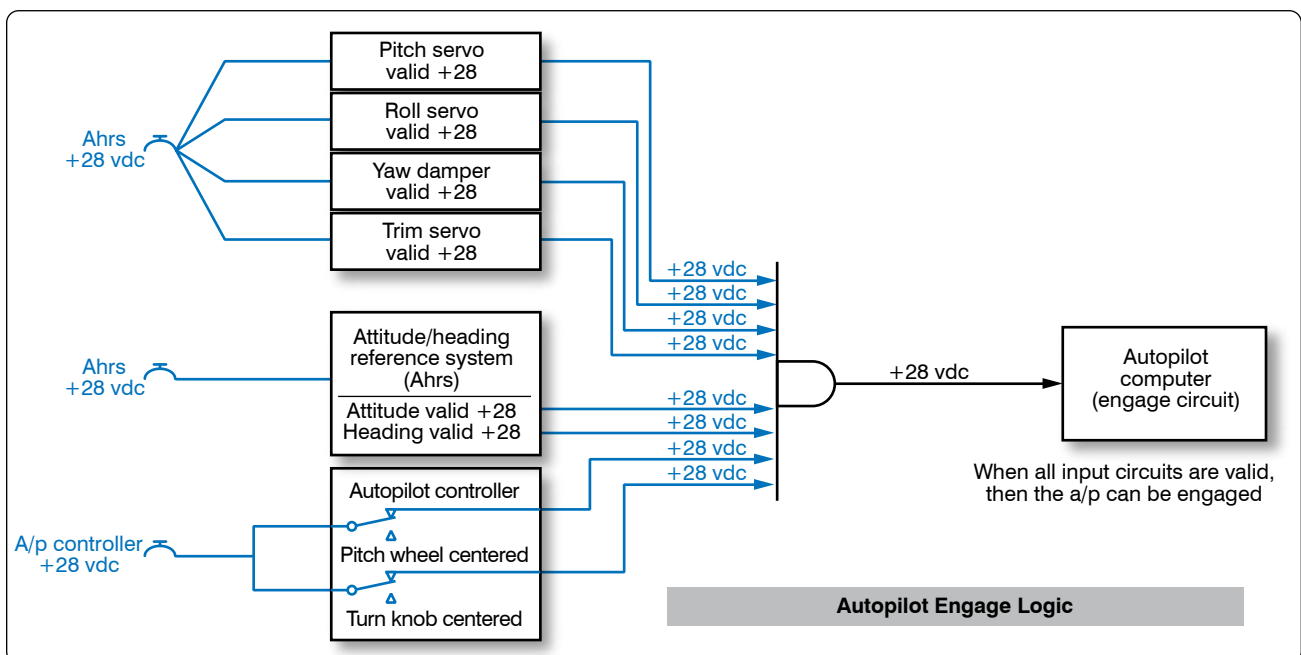 Pitch servo
valid +28
Roll servo
valid +28
Yaw damper
valid +28
Trim servo
valid +28
Ahrs
+28 vdc
+28 vdc
+28 vdc
+28 vdc
+28 vdc
Attitude/heading
reference system
(Ahrs)
Attitude valid +28
Heading valid +28
Ahrs
+28 vdc
+28 vdc
+28 vdc
+28 vdc
+28 vdc
+28 vdc
Autopilot
computer
(engage circuit)
When all input circuits are valid,
then the a/p can be engaged
Autopilot controller
Pitch wheel centered
Turn knob centered
A/p controller
+28 vdc
Autopilot Engage Logic